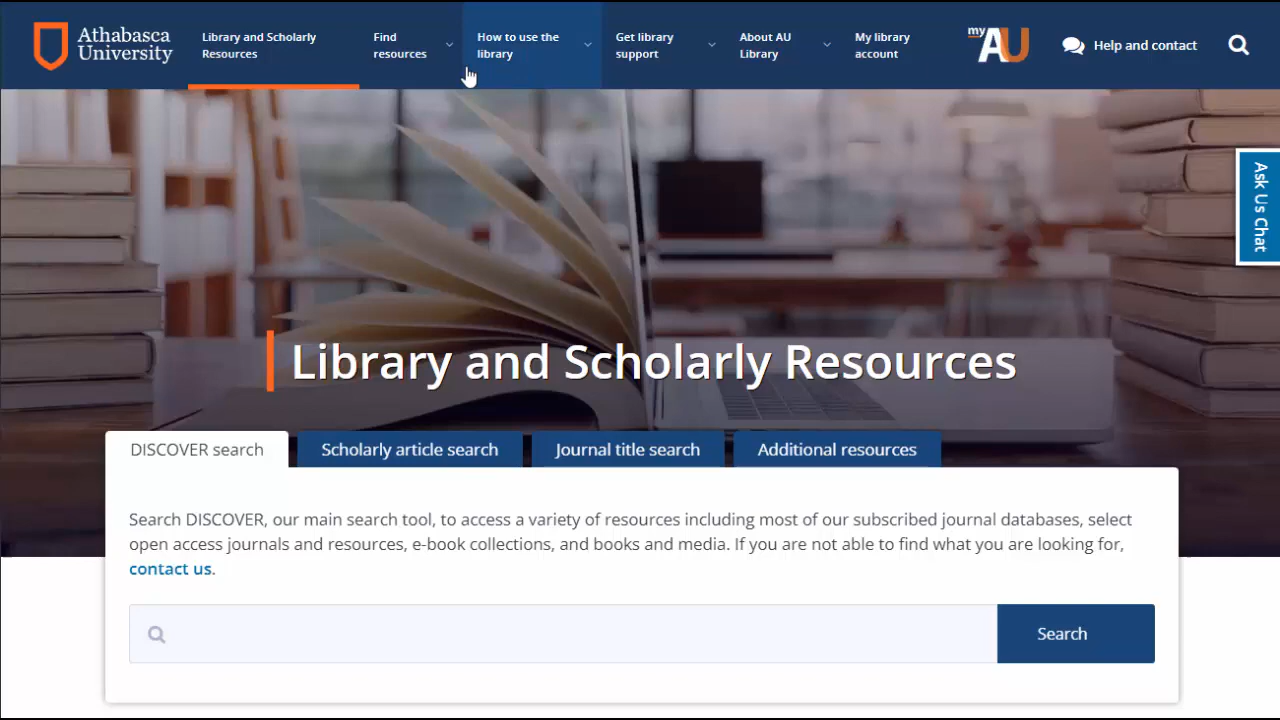 Athabasca
University
Library and Scholarly
Resources
Find
resources
How to use the
library
Get library
support
About AU
Library
My library
account
my
AU
Help and contact
Ask Us Chat
Library and Scholarly Resources
DISCOVER search
Scholarly article search
Journal title search
Additional resources
Search DISCOVER, our main search tool, to access a variety of resources including most of our subscribed journal databases, select
open access journals and resources, e-book collections, and books and media. If you are not able to find what you are looking for,
contact us.
Search